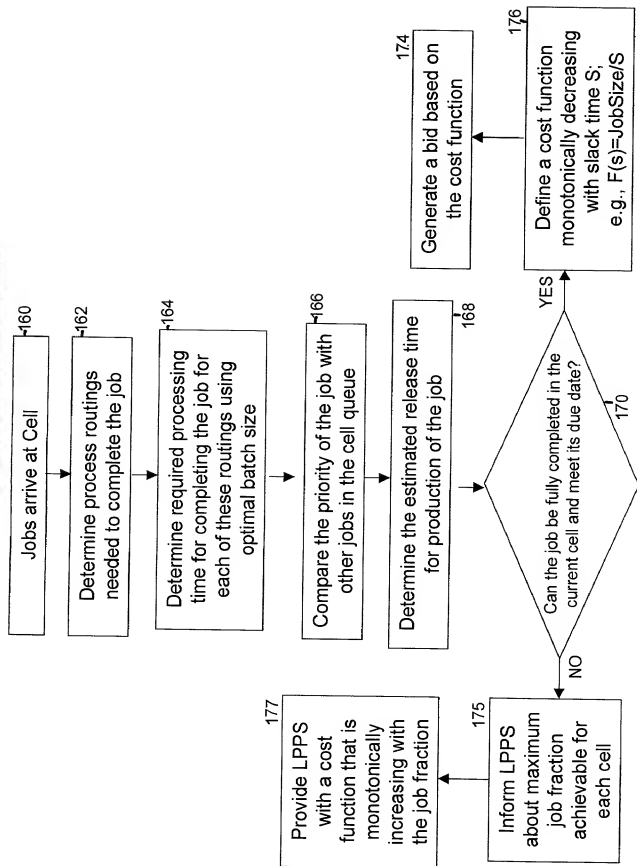 Jobs arrive at Cell
160
Determine process routings
needed to complete the job
162
Determine required processing
time for completing the job for
each of these routings using
optimal batch size
164
Compare the priority of the job with
other jobs in the cell queue
166
Determine the estimated release time
for production of the job
168
Can the job be fully completed in the
current cell and meet its due date?
170
NO
YES
Inform LPPS
about maximum
job fraction
achievable for
each cell
175
Provide LPPS
with a cost
function that is
monotonically
increasing with
the job fraction
177
Define a cost function
monotonically decreasing
with slack time S;
e.g., F(s)=JobSize/S
176
Generate a bid based on
the cost function
174